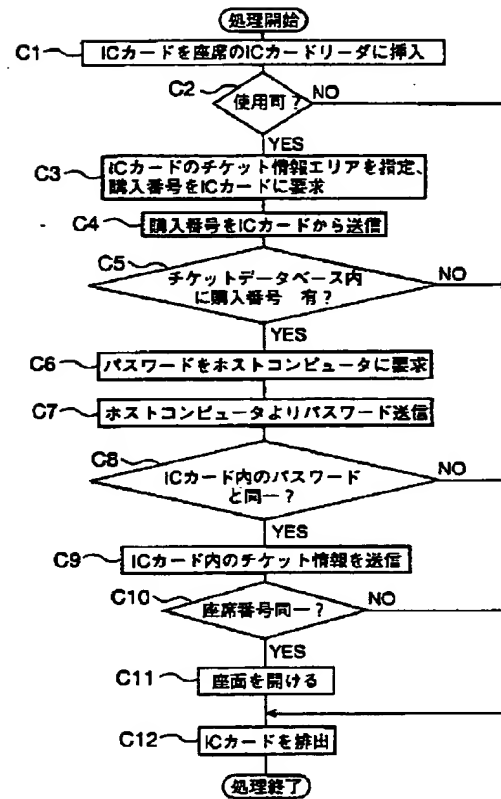 処理開始
C1 ICカードを座席のICカードリーダに挿入
C2 使用可? NO
YES
C3 ICカードのチケット情報エリアを指定、
購入番号をICカードに要求
C4 購入番号をICカードから送信
C5 チケットデータベース内
に購入番号 有? NO
YES
C6 パスワードをホストコンピュータに要求
C7 ホストコンピュータよりパスワード送信
C8 ICカード内のパスワード
と同一? NO
YES
C9 ICカード内のチケット情報を送信
C10 座席番号同一? NO
YES
C11 座面を開ける
C12 ICカードを排出
処理終了